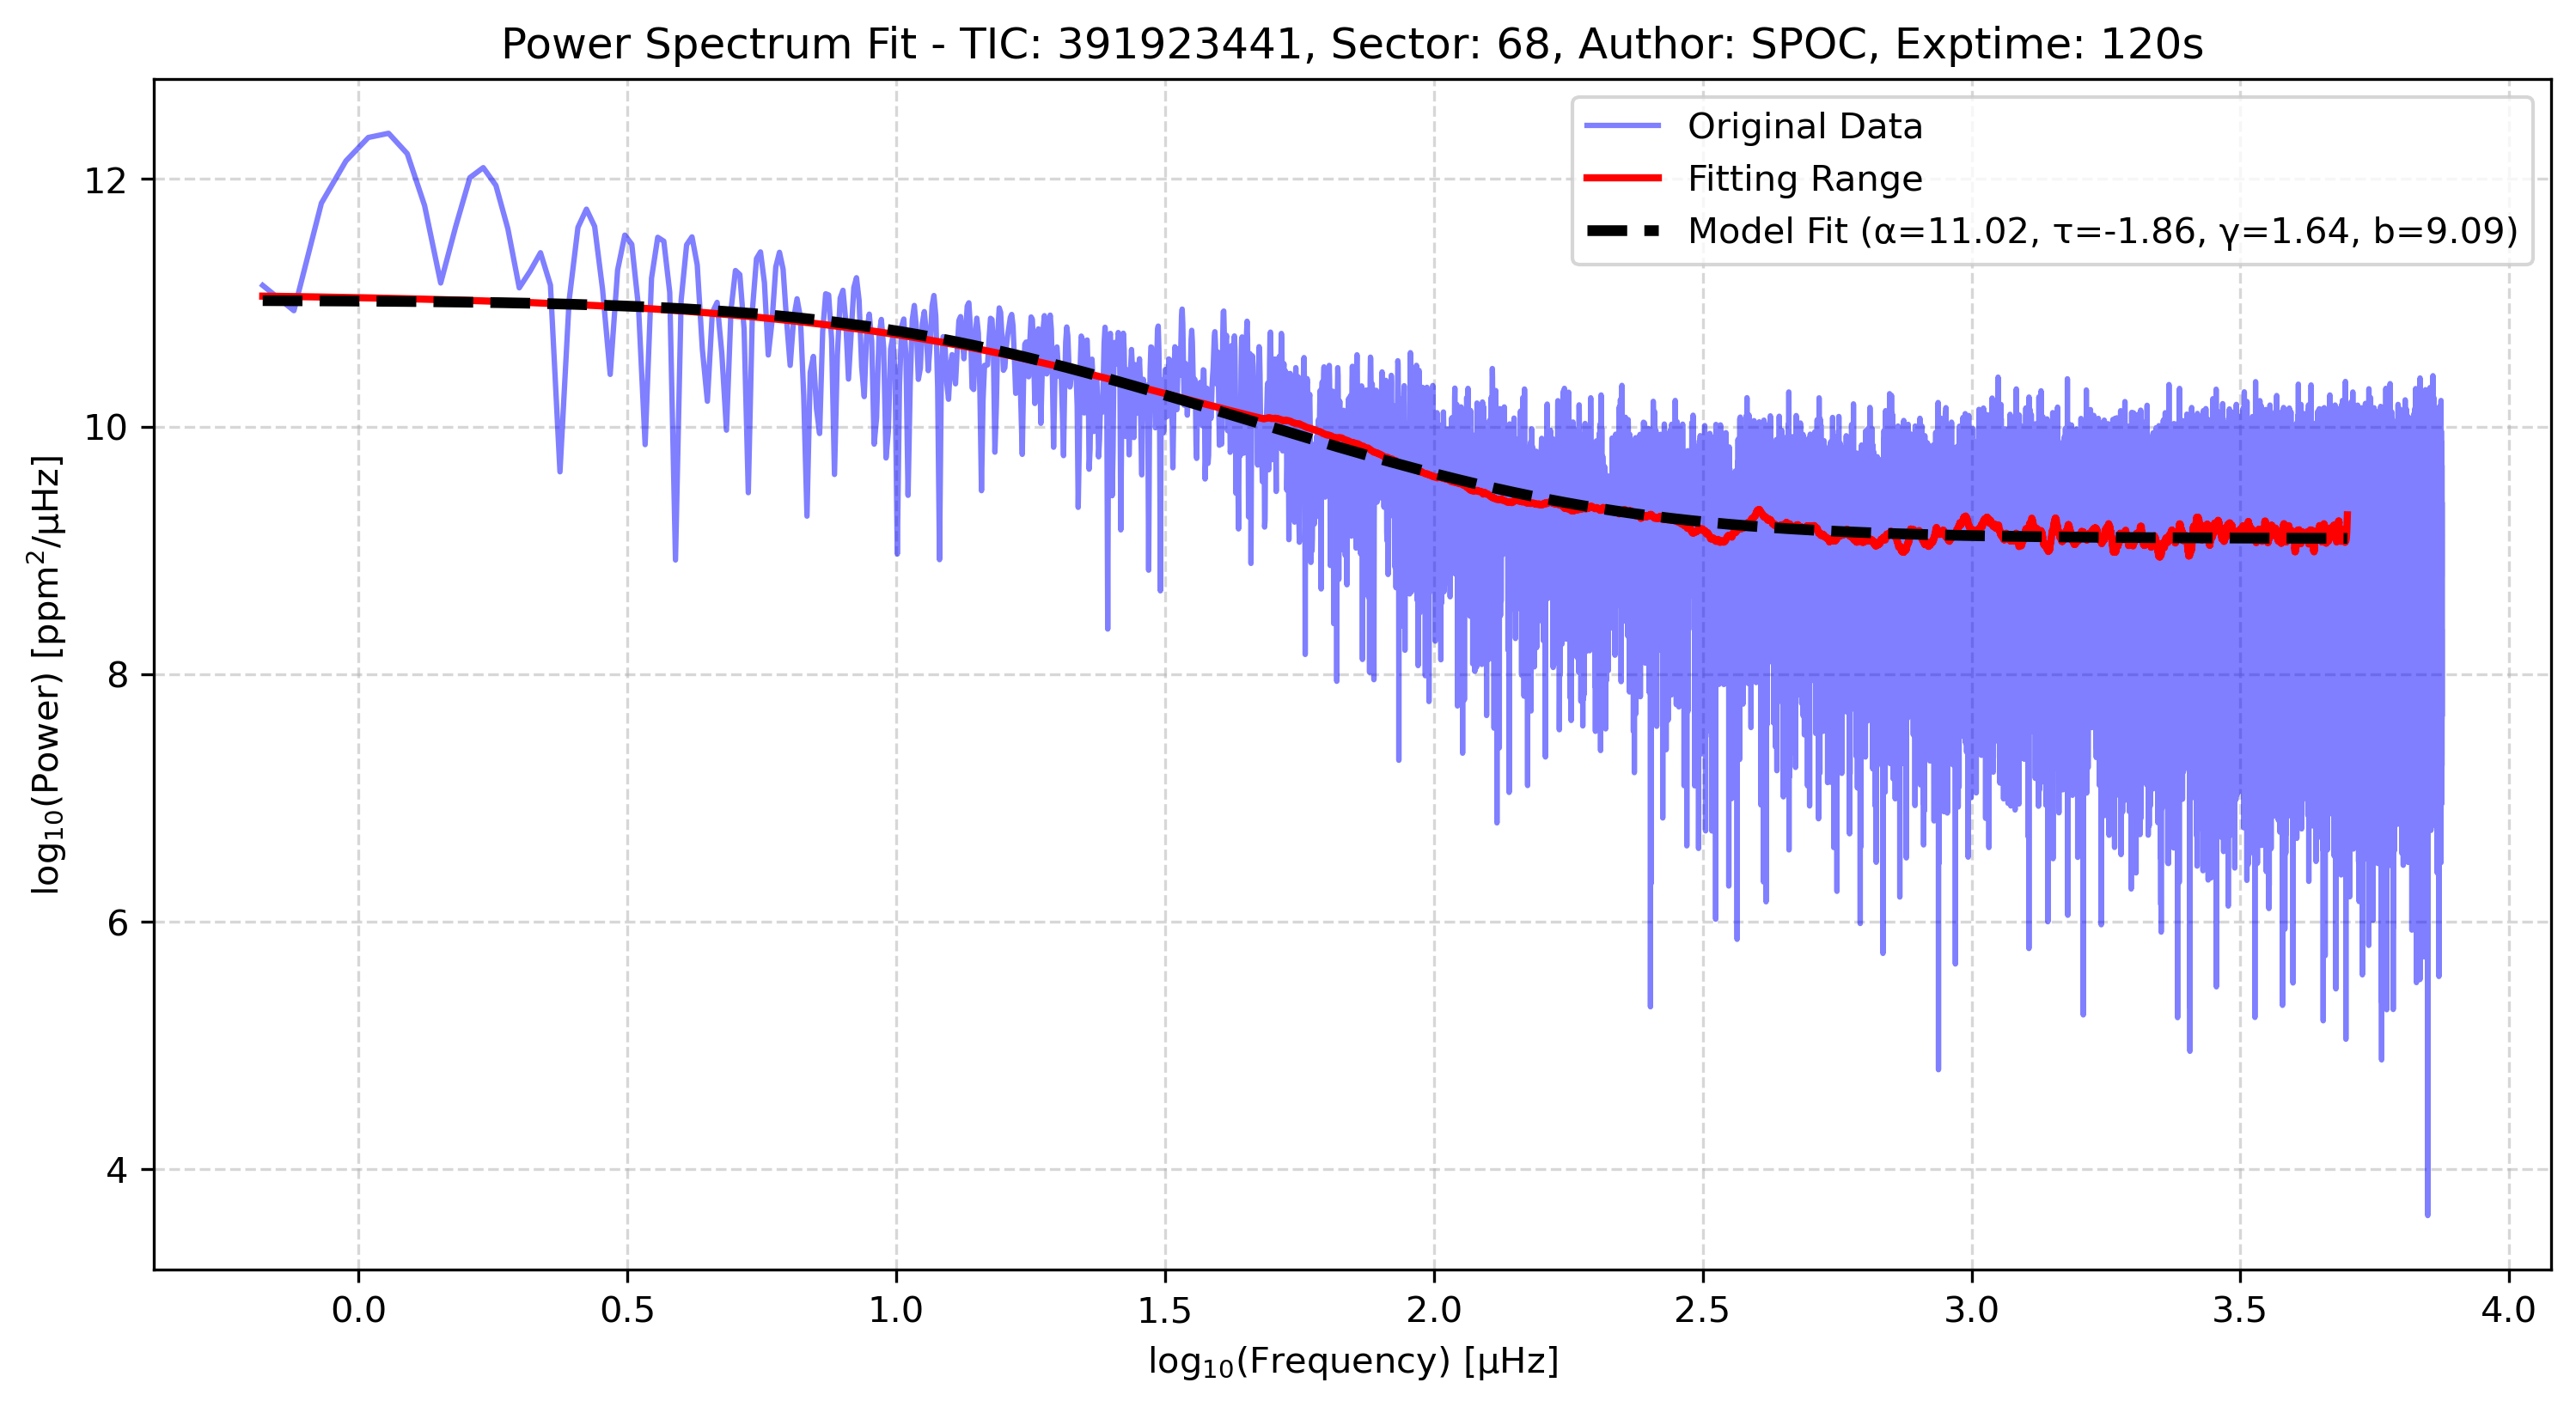 Power Spectrum Fit - TIC: 391923441, Sector: 68, Author: SPOC, Exptime: 120s
Original Data
Fitting Range
Model Fit (α=11.02, τ=-1.86, γ=1.64, b=9.09)
log₁₀(Power) [ppm²/μHz]
12
10
8
6
4
0.0 0.5 1.0 1.5 2.0 2.5 3.0 3.5 4.0
log₁₀(Frequency) [μHz]